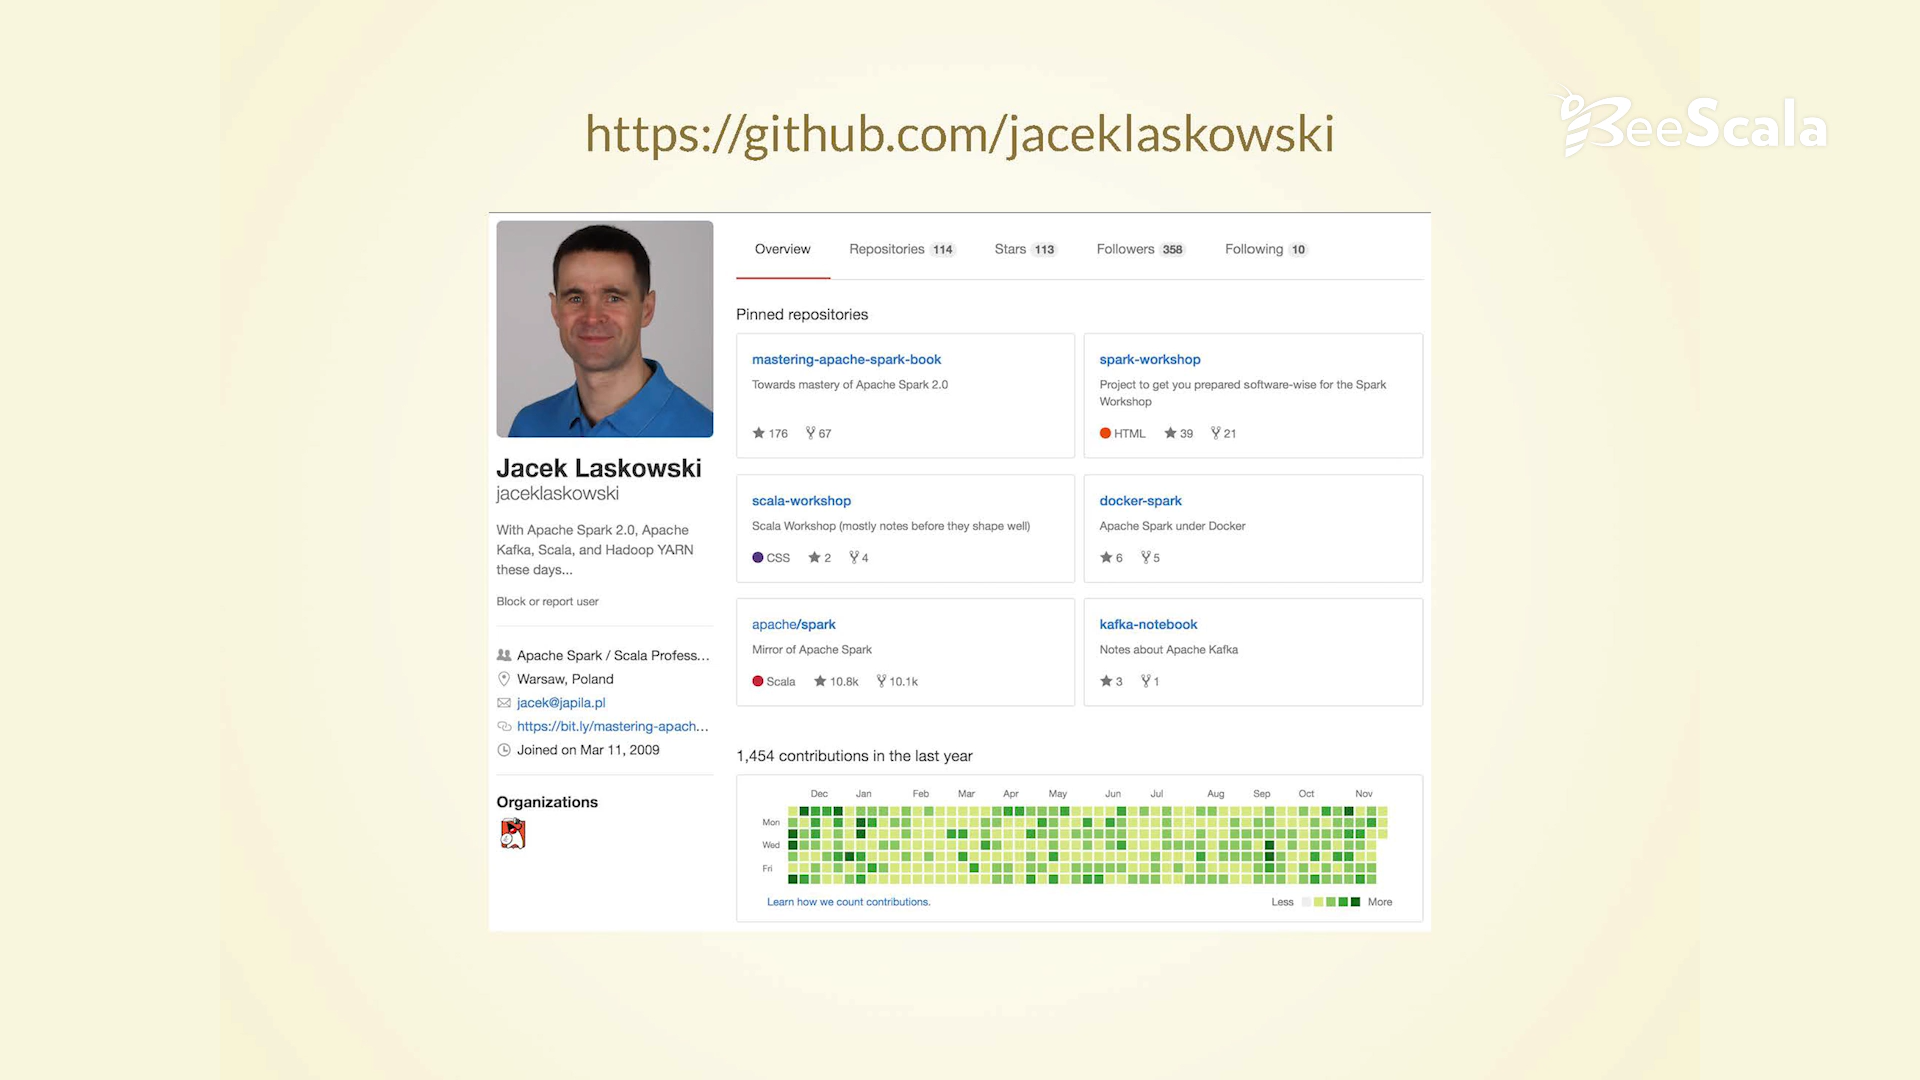 https://github.com/jaceklaskowski
BeeScala
Overview
Repositories 114
Stars 113
Followers 358
Following 10
Jacek Laskowski
jaceklaskowski
With Apache Spark 2.0, Apache
Kafka, Scala, and Hadoop YARN
these days...
Block or report user
Apache Spark / Scala Profess...
Warsaw, Poland
jacek@japila.pl
https://bit.ly/mastering-apach...
Joined on Mar 11, 2009
Organizations
Pinned repositories
mastering-apache-spark-book
Towards mastery of Apache Spark 2.0
176 67
spark-workshop
Project to get you prepared software-wise for the Spark
Workshop
HTML 39 21
scala-workshop
Scala Workshop (mostly notes before they shape well)
CSS 2 4
docker-spark
Apache Spark under Docker
6 5
apache/spark
Mirror of Apache Spark
Scala 10.8k 10.1k
kafka-notebook
Notes about Apache Kafka
3 1
1,454 contributions in the last year
Dec Jan Feb Mar Apr May Jun Jul Aug Sep Oct Nov
Mon
Wed
Fri
Learn how we count contributions.
Less More